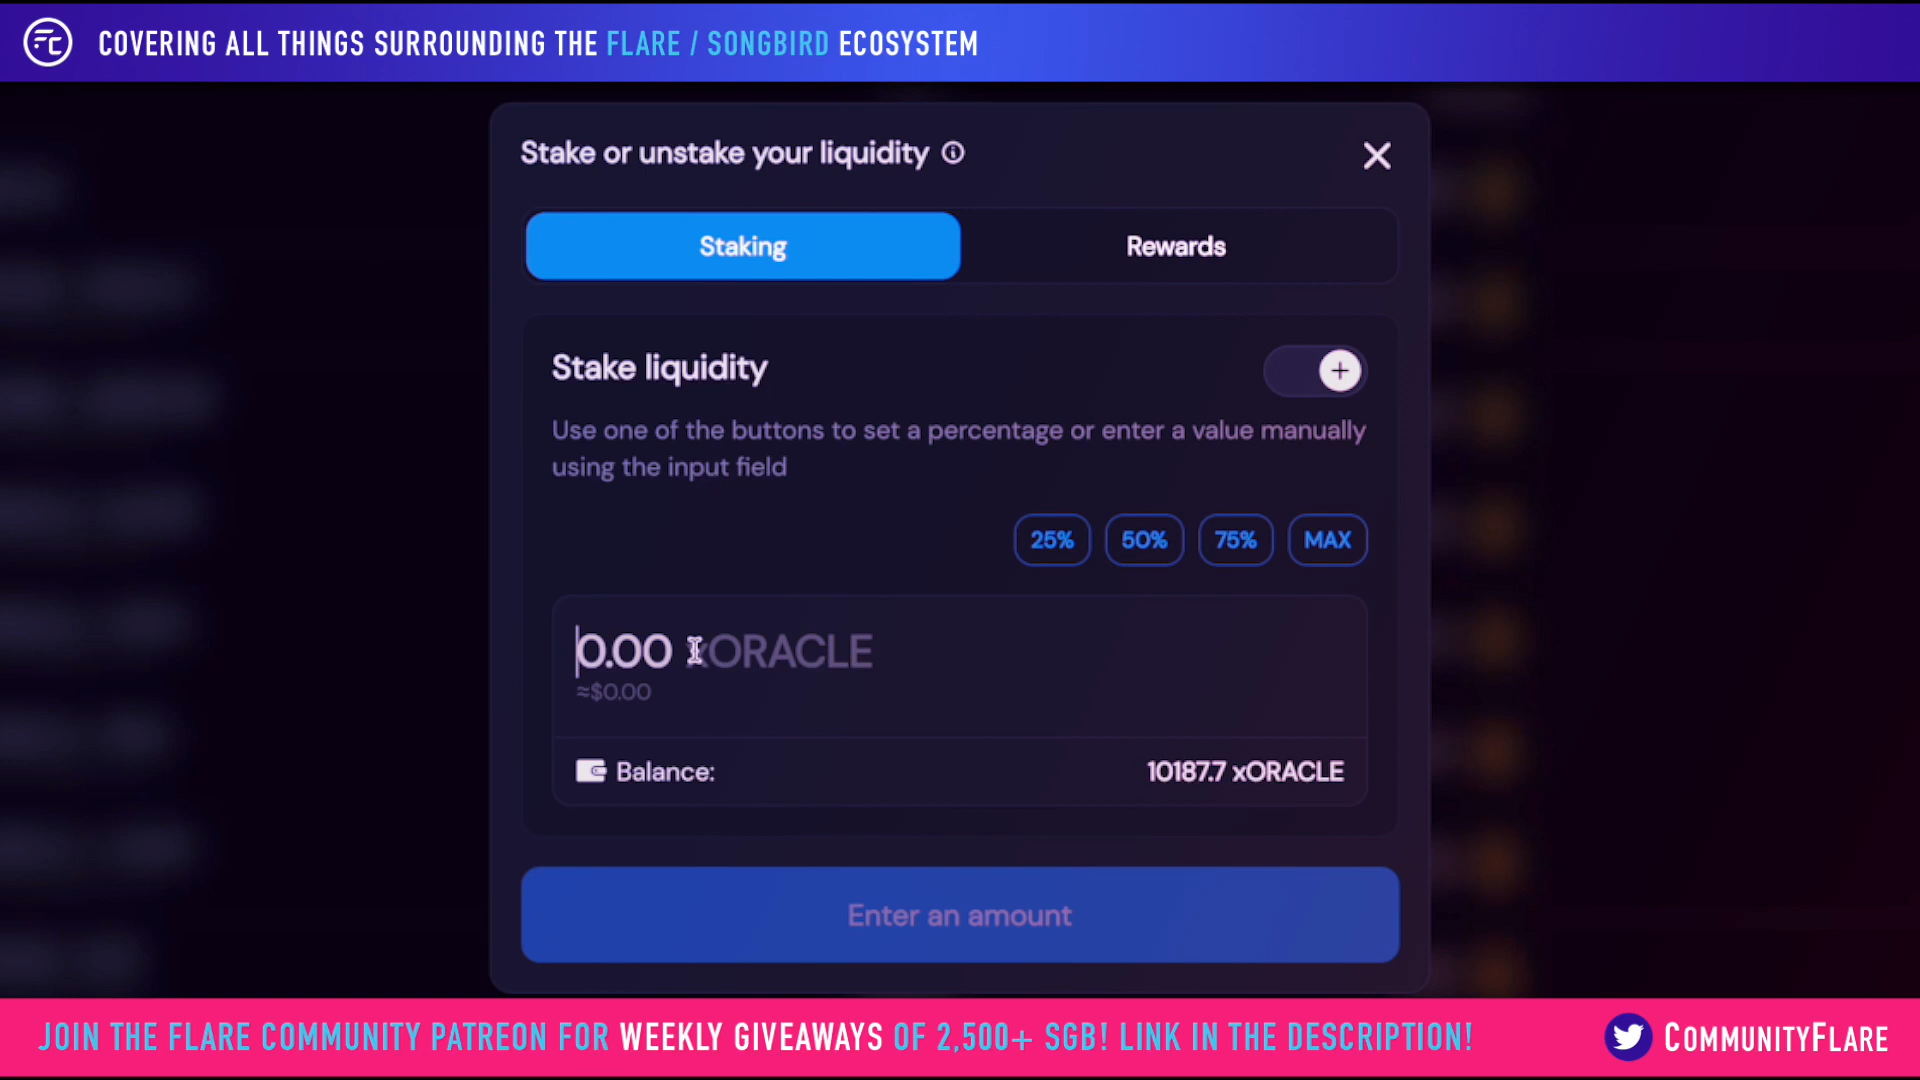 COVERING ALL THINGS SURROUNDING THE FLARE / SONGBIRD ECOSYSTEM
Stake or unstake your liquidity
Staking
Rewards
Stake liquidity
Use one of the buttons to set a percentage or enter a value manually
using the input field
25%
50%
75%
MAX
0.00 xORACLE
≈$0.00
Balance:
10187.7 xORACLE
Enter an amount
JOIN THE FLARE COMMUNITY PATREON FOR WEEKLY GIVEAWAYS OF 2,500+ SGB! LINK IN THE DESCRIPTION!
COMMUNITYFLARE